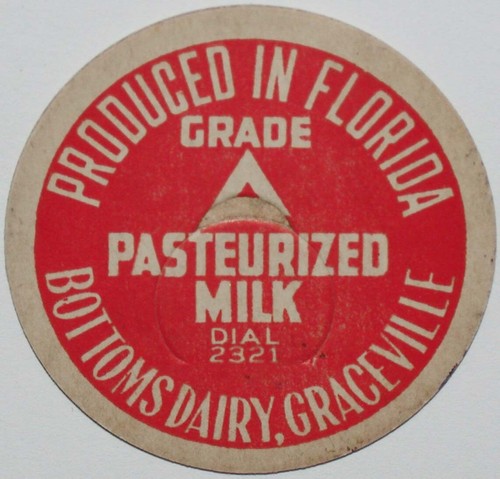 PRODUCED IN FLORIDA
GRADE
A
PASTEURIZED
MILK
DIAL
2321
BOTTOMS DAIRY, GRACEVILLE